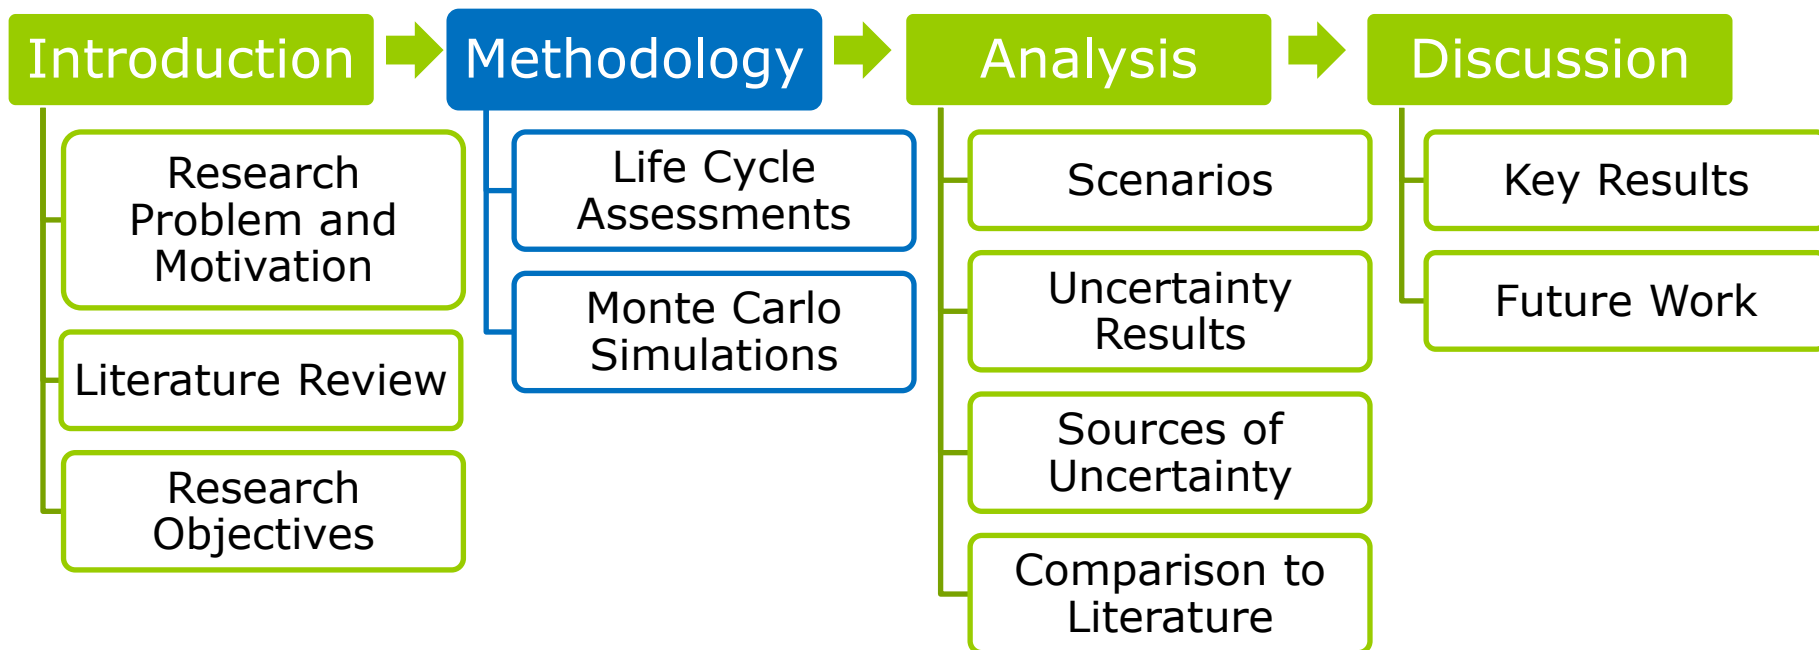 Introduction
Research
Problem and
Motivation
Literature Review
Research
Objectives
Methodology
Life Cycle
Assessments
Monte Carlo
Simulations
Analysis
Scenarios
Uncertainty
Results
Sources of
Uncertainty
Comparison to
Literature
Discussion
Key Results
Future Work